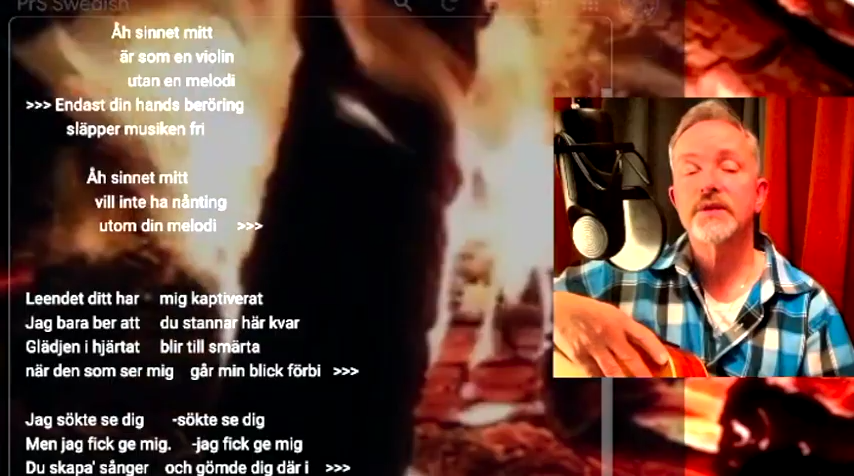 PrS Swedish
Åh sinnet mitt
är som en violin
utan en melodi
>>> Endast din hands beröring
släpper musiken fri
Åh sinnet mitt
vill inte ha nånting
utom din melodi >>>
Leendet ditt har mig kaptiverat
Jag bara ber att du stannar här kvar
Glädjen i hjärtat blir till smärta
när den som ser mig går min blick förbi >>>
Jag sökte se dig -sökte se dig
Men jag fick ge mig. -jag fick ge mig
Du skapa' sånger och gömde dig där i >>>